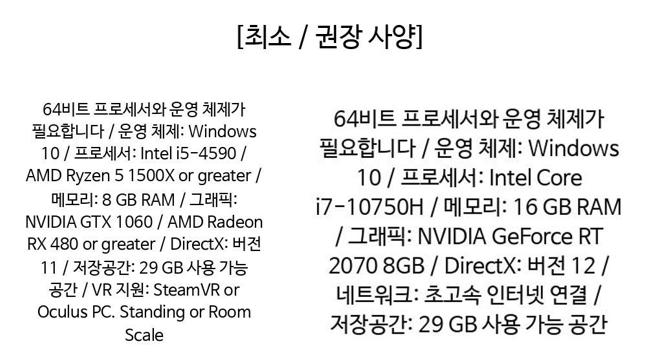 [최소 / 권장 사양]
64비트 프로세서와 운영 체제가
필요합니다 / 운영 체제: Windows
10 / 프로세서: Intel i5-4590 /
AMD Ryzen 5 1500X or greater /
메모리: 8 GB RAM / 그래픽:
NVIDIA GTX 1060 / AMD Radeon
RX 480 or greater / DirectX: 버전
11 / 저장공간: 29 GB 사용 가능
공간 / VR 지원: SteamVR or
Oculus PC. Standing or Room
Scale
64비트 프로세서와 운영 체제가
필요합니다 / 운영 체제: Windows
10 / 프로세서: Intel Core
i7-10750H / 메모리: 16 GB RAM
/ 그래픽: NVIDIA GeForce RT
2070 8GB / DirectX: 버전 12 /
네트워크: 초고속 인터넷 연결 /
저장공간: 29 GB 사용 가능 공간